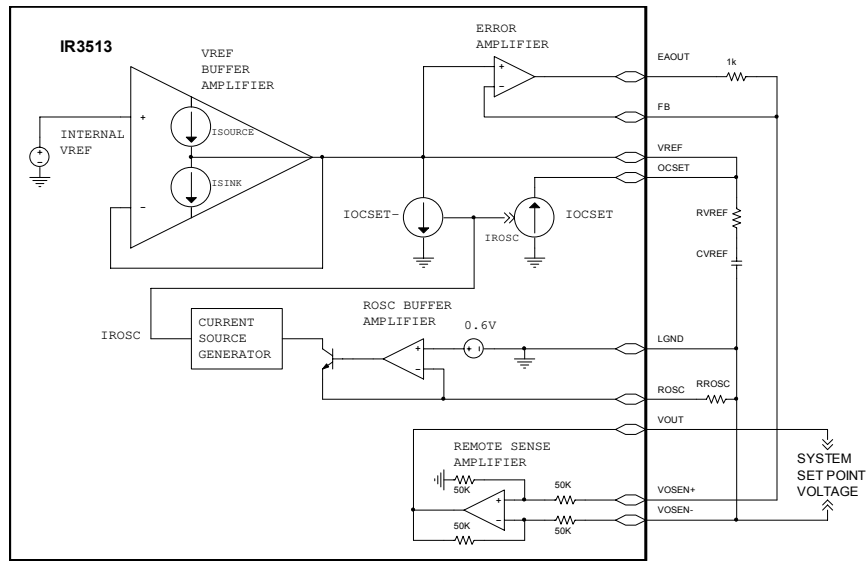 IR3513
ERROR
AMPLIFIER
VREF
BUFFER
AMPLIFIER
EAOUT
1k
+
-
+
ISOURCE
FB
INTERNAL
VREF
+
-
VREF
OCSET
ISINK
-
IOCSET-
IROSC
IOCSET
RVREF
CVREF
ROSC BUFFER
AMPLIFIER
0.6V
IROSC
CURRENT
SOURCE
GENERATOR
+
-
+ -
LGND
ROSC
RROSC
VOUT
REMOTE SENSE
AMPLIFIER
SYSTEM
SET POINT
VOLTAGE
50K
50K
+
-
VOSEN+
50K
50K
VOSEN-